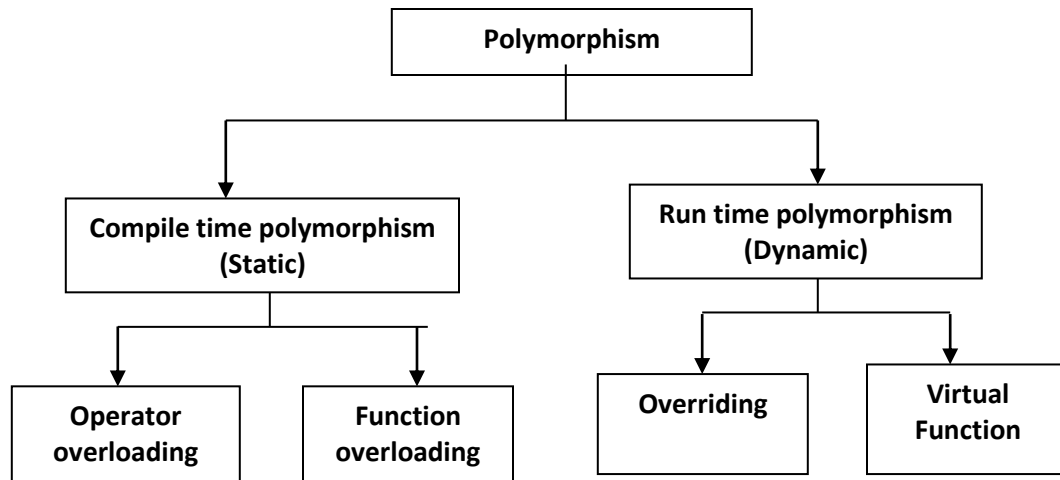 Polymorphism
Compile time polymorphism
(Static)
Run time polymorphism
(Dynamic)
Operator
overloading
Function
overloading
Overriding
Virtual
Function